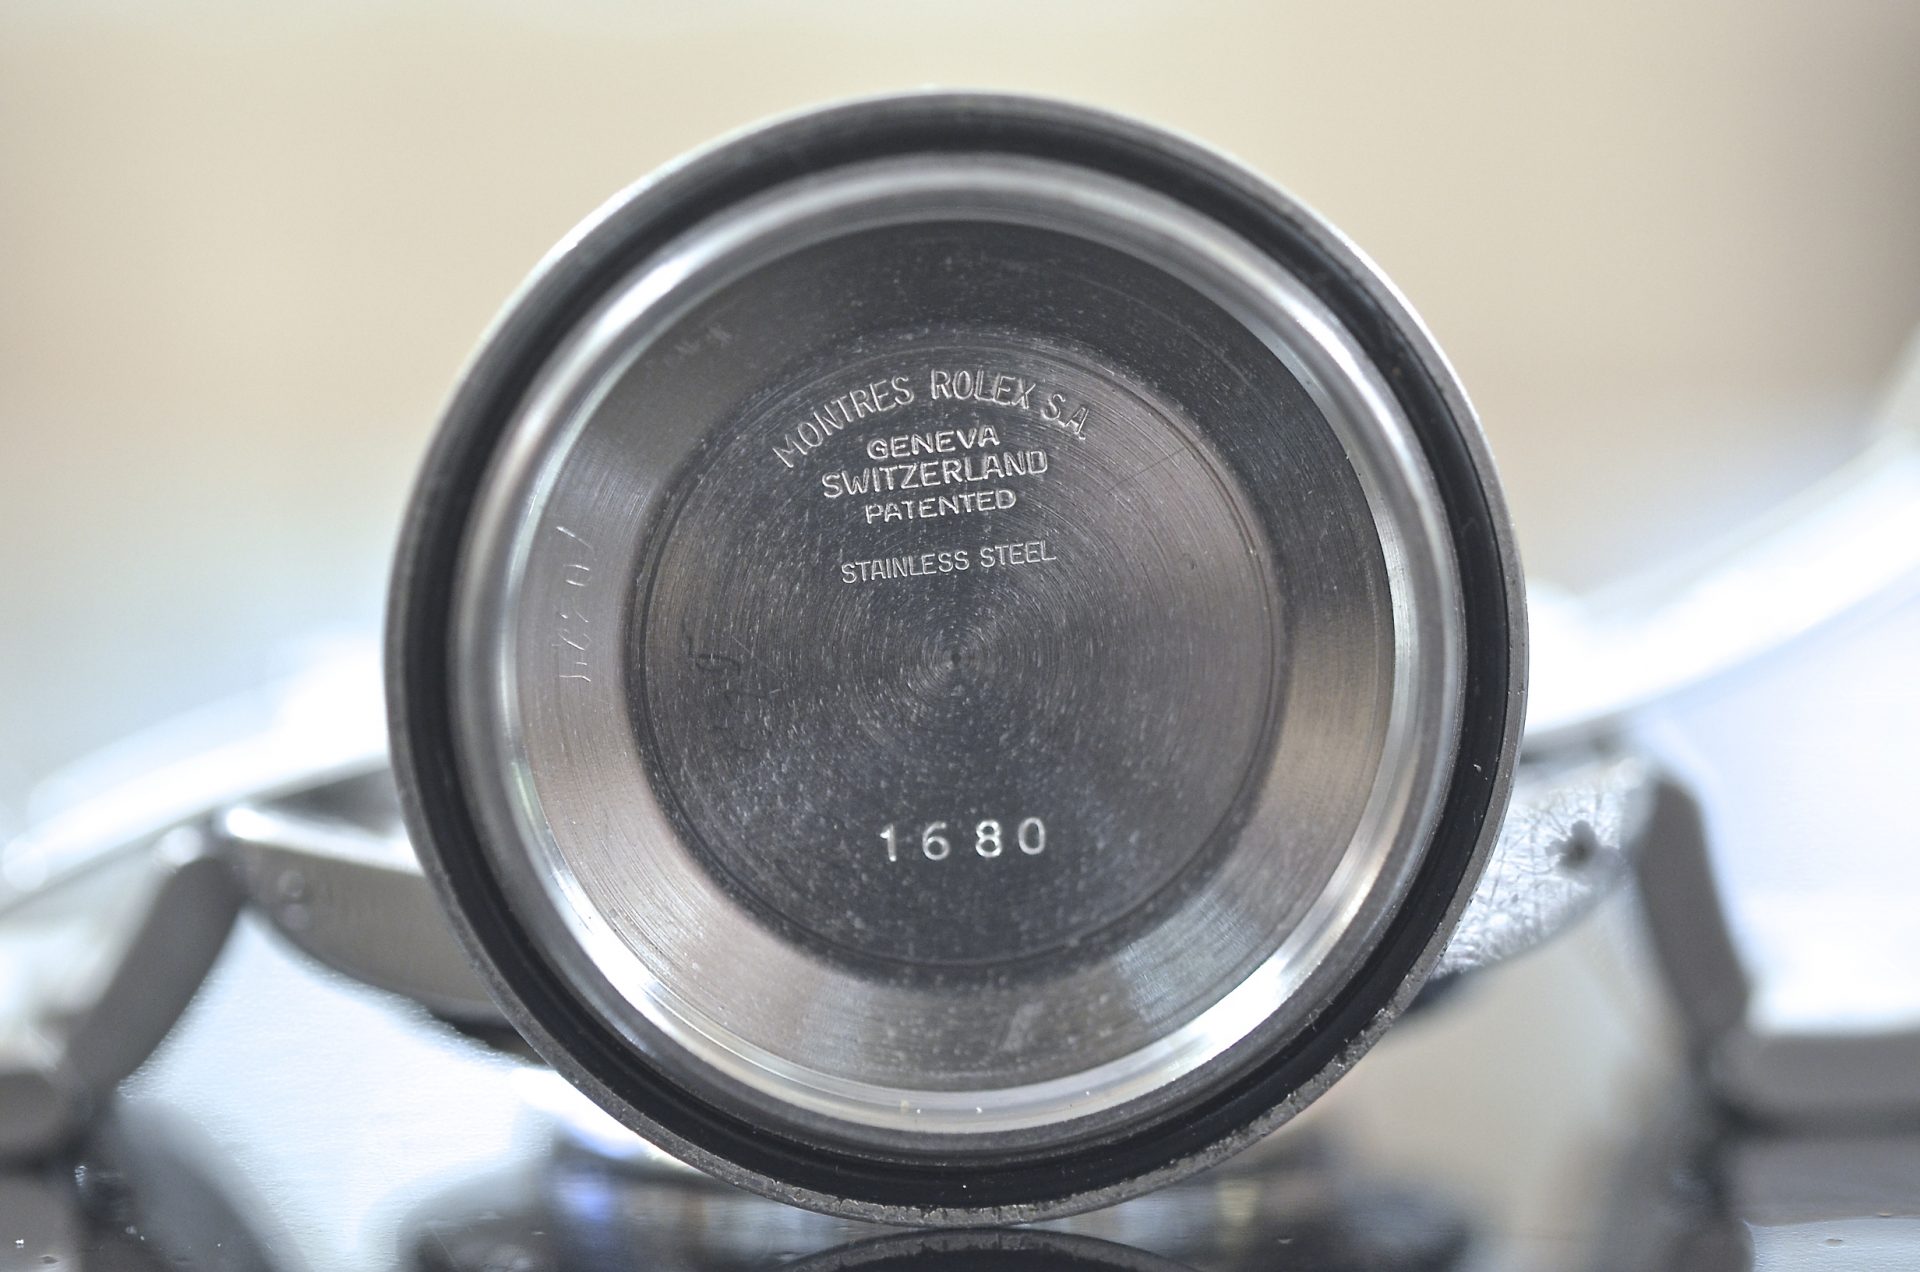 MONTRES ROLEX S.A.
GENEVA
SWITZERLAND
PATENTED
STAINLESS STEEL
1680